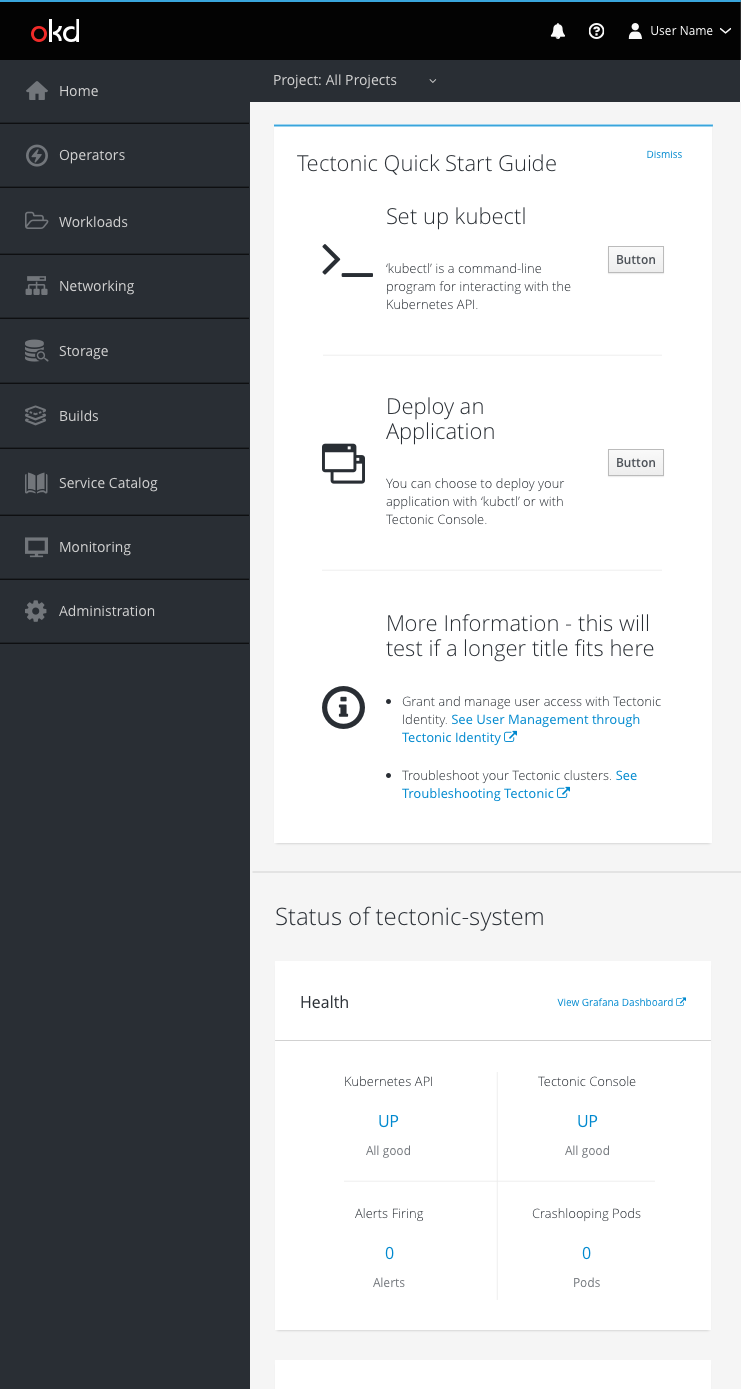 okd
User Name
Project: All Projects
Home
Operators
Workloads
Networking
Storage
Builds
Service Catalog
Monitoring
Administration
Tectonic Quick Start Guide
Dismiss
Set up kubectl
‘kubectl’ is a command-line
program for interacting with the
Kubernetes API.
Button
Deploy an
Application
You can choose to deploy your
application with ‘kubctl’ or with
Tectonic Console.
Button
More Information - this will
test if a longer title fits here
• Grant and manage user access with Tectonic
Identity. See User Management through
Tectonic Identity
• Troubleshoot your Tectonic clusters. See
Troubleshooting Tectonic
Status of tectonic-system
Health
View Grafana Dashboard
Kubernetes API
UP
All good
Tectonic Console
UP
All good
Alerts Firing
0
Alerts
Crashlooping Pods
0
Pods